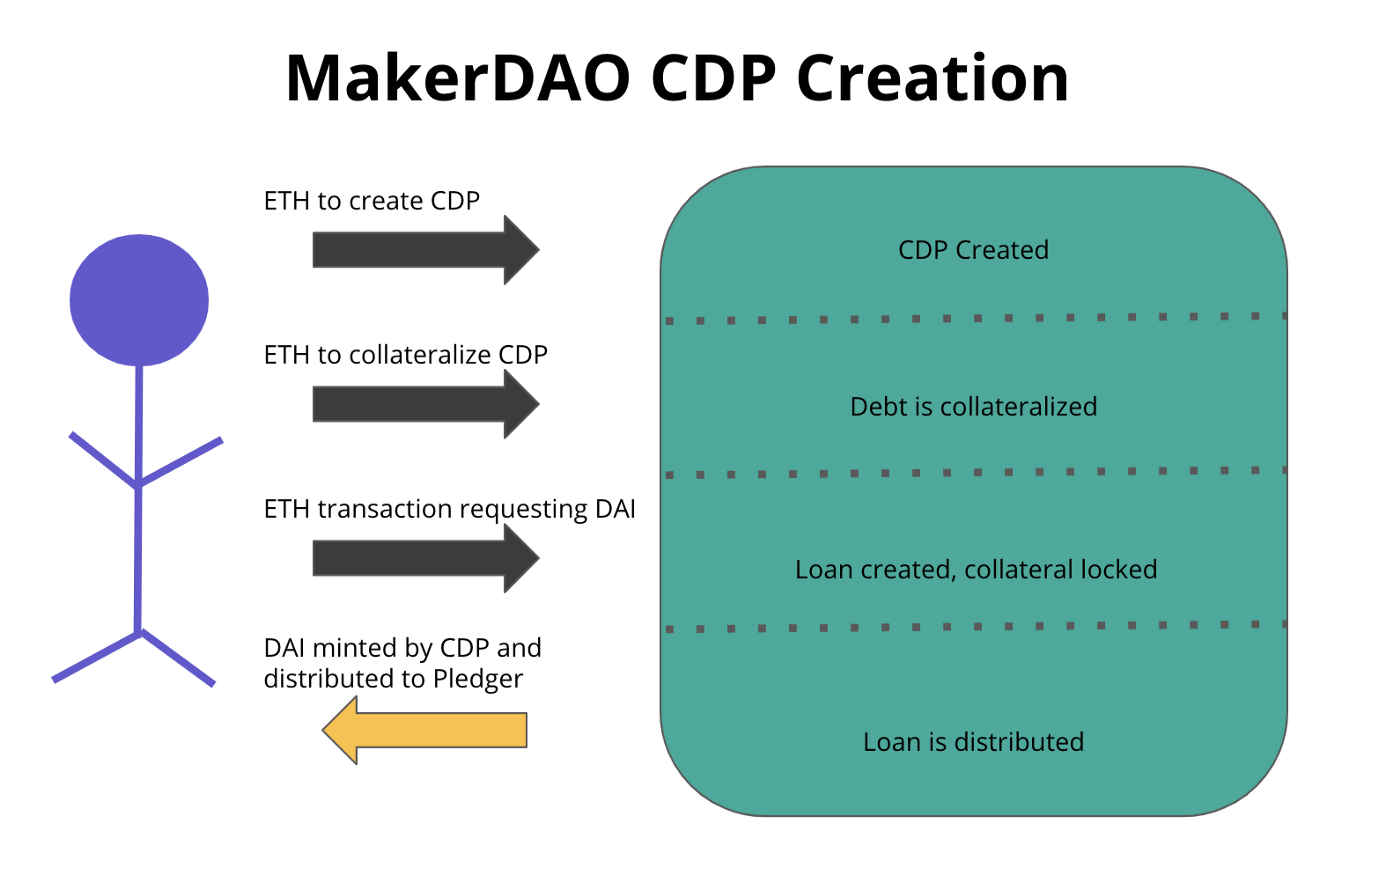 MakerDAO CDP Creation
ETH to create CDP
CDP Created
ETH to collateralize CDP
Debt is collateralized
ETH transaction requesting DAI
Loan created, collateral locked
DAI minted by CDP and
distributed to Pledger
Loan is distributed